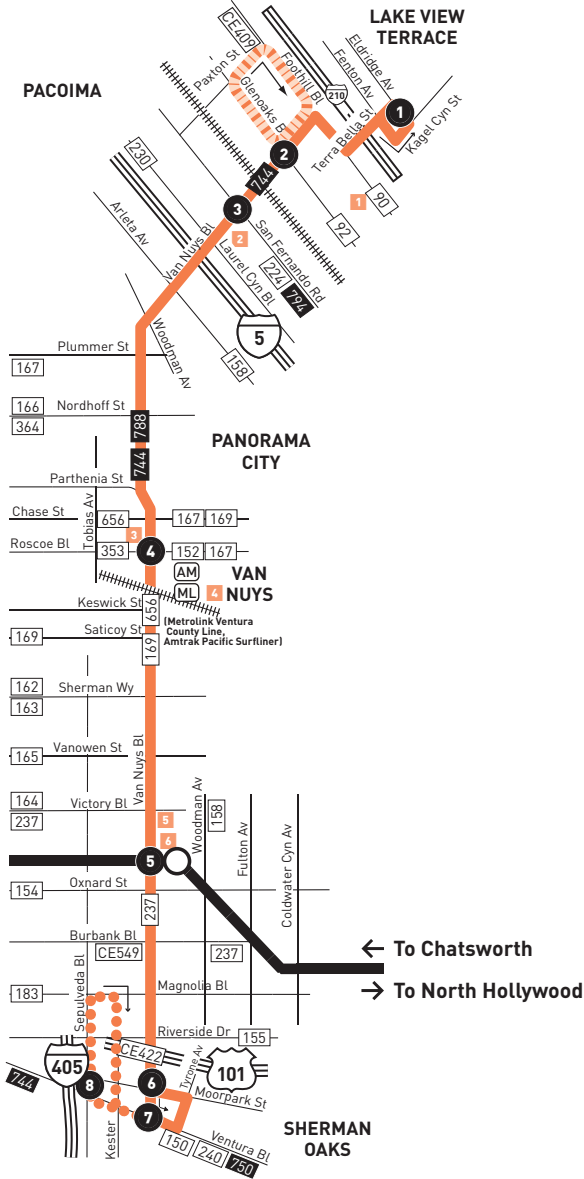 LAKE VIEW
TERRACE
CE409
Paxton St
Foothill Bl
Eldridge Av
Fenton Av
PACOIMA
Glenoaks Bl
210
1
Terra Bella St
Kagel Cyn St
2
230
744
1
90
3
92
Arleta Av
Van Nuys Bl
2
San Fernando Rd
Laurel Cyn Bl
224
794
5
Woodman Av
158
Plummer St
167
166
Nordhoff St
364
788
PANORAMA
CITY
744
Parthenia St
Tobias Av
Chase St
656
167
169
3
Roscoe Bl
353
4
152
167
AM
VAN
NUYS
ML
4
Keswick St
656
(Metrolink Ventura
County Line,
Amtrak Pacific Surfliner)
Saticoy St
169
169
162
Sherman Wy
163
165
Vanowen St
Van Nuys Bl
164
Victory Bl
237
5
6
Woodman Av
158
Fulton Av
Coldwater Cyn Av
5
Oxnard St
154
237
Burbank Bl
CE549
237
← To Chatsworth
→ To North Hollywood
Sepulveda Bl
183
Magnolia Bl
Riverside Dr
155
CE422
405
101
Tyrone Av
744
8
6
Moorpark St
7
Kester
Ventura Bl
150
240
750
SHERMAN
OAKS